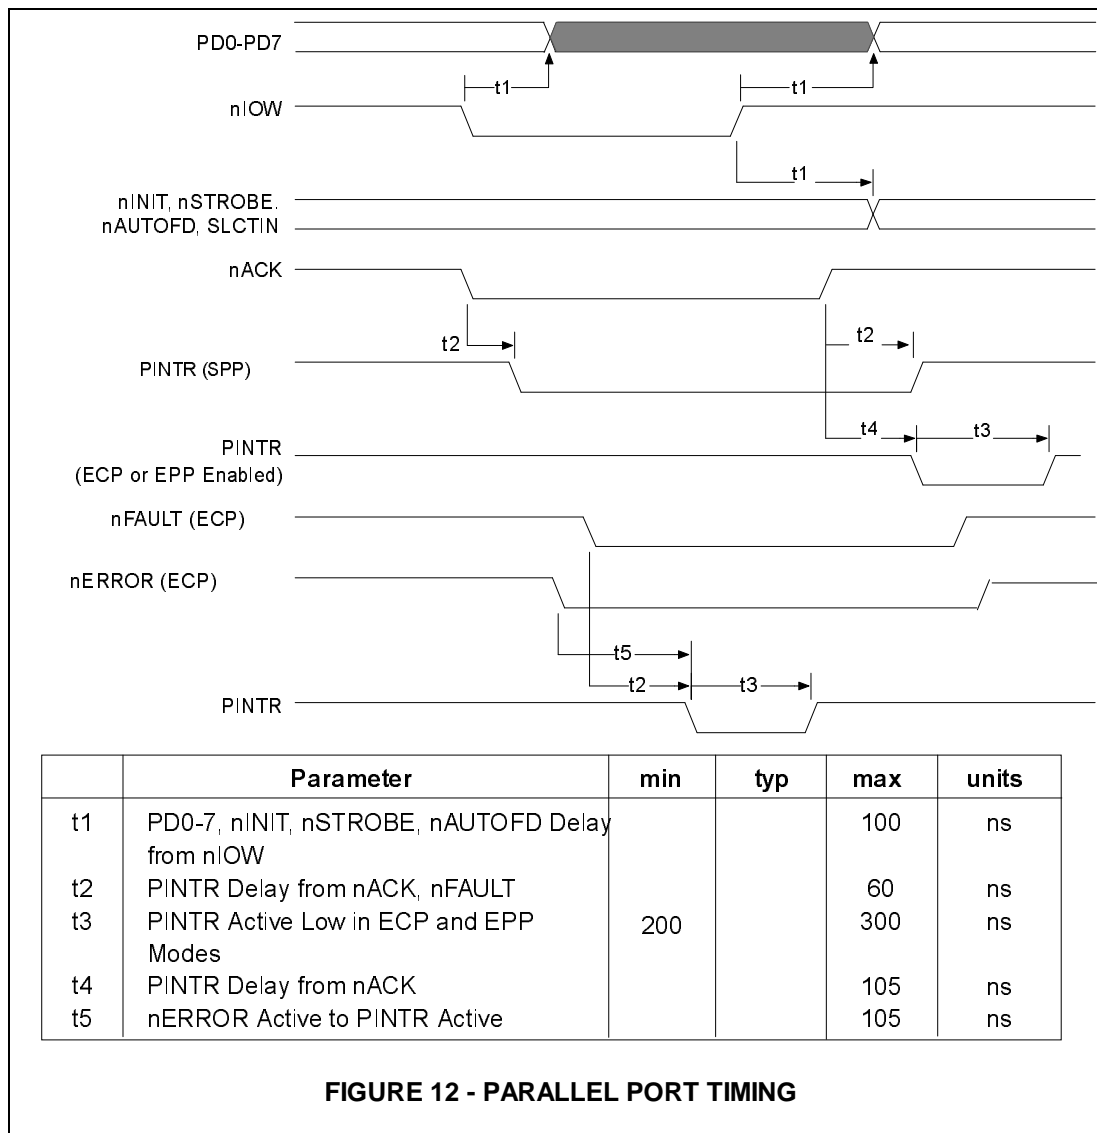 PD0-PD7
t1
t1
nIOW
t1
nINIT, nSTROBE.
nAUTOFD, SLCTIN
nACK
t2
t2
PINTR (SPP)
t4
t3
PINTR
(ECP or EPP Enabled)
nFAULT (ECP)
nERROR (ECP)
t5
t2
t3
PINTR
Parameter min typ max units
t1 PD0-7, nINIT, nSTROBE, nAUTOFD Delay 100 ns
from nIOW
t2 PINTR Delay from nACK, nFAULT 60 ns
t3 PINTR Active Low in ECP and EPP 200 300 ns
Modes
t4 PINTR Delay from nACK 105 ns
t5 nERROR Active to PINTR Active 105 ns
FIGURE 12 - PARALLEL PORT TIMING